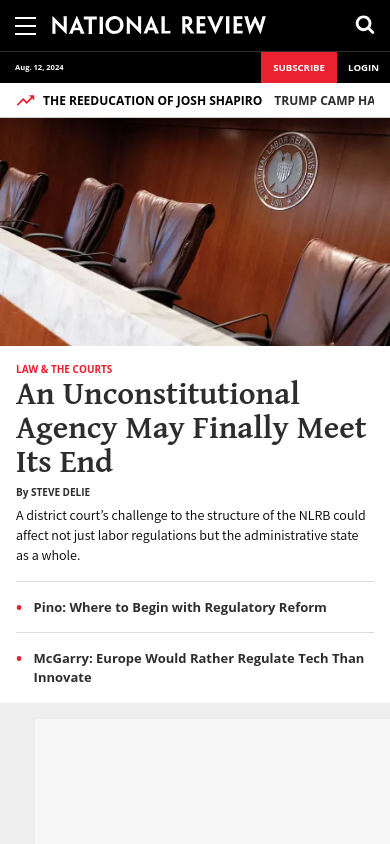 NATIONAL REVIEW
Aug. 12, 2024
SUBSCRIBE
LOGIN
THE REEDUCATION OF JOSH SHAPIRO
TRUMP CAMP HA
NATIONAL LABOR RELATIONS BOARD
LAW & THE COURTS
An Unconstitutional
Agency May Finally Meet
Its End
By STEVE DELIE
A district court’s challenge to the structure of the NLRB could
affect not just labor regulations but the administrative state
as a whole.
Pino: Where to Begin with Regulatory Reform
McGarry: Europe Would Rather Regulate Tech Than
Innovate